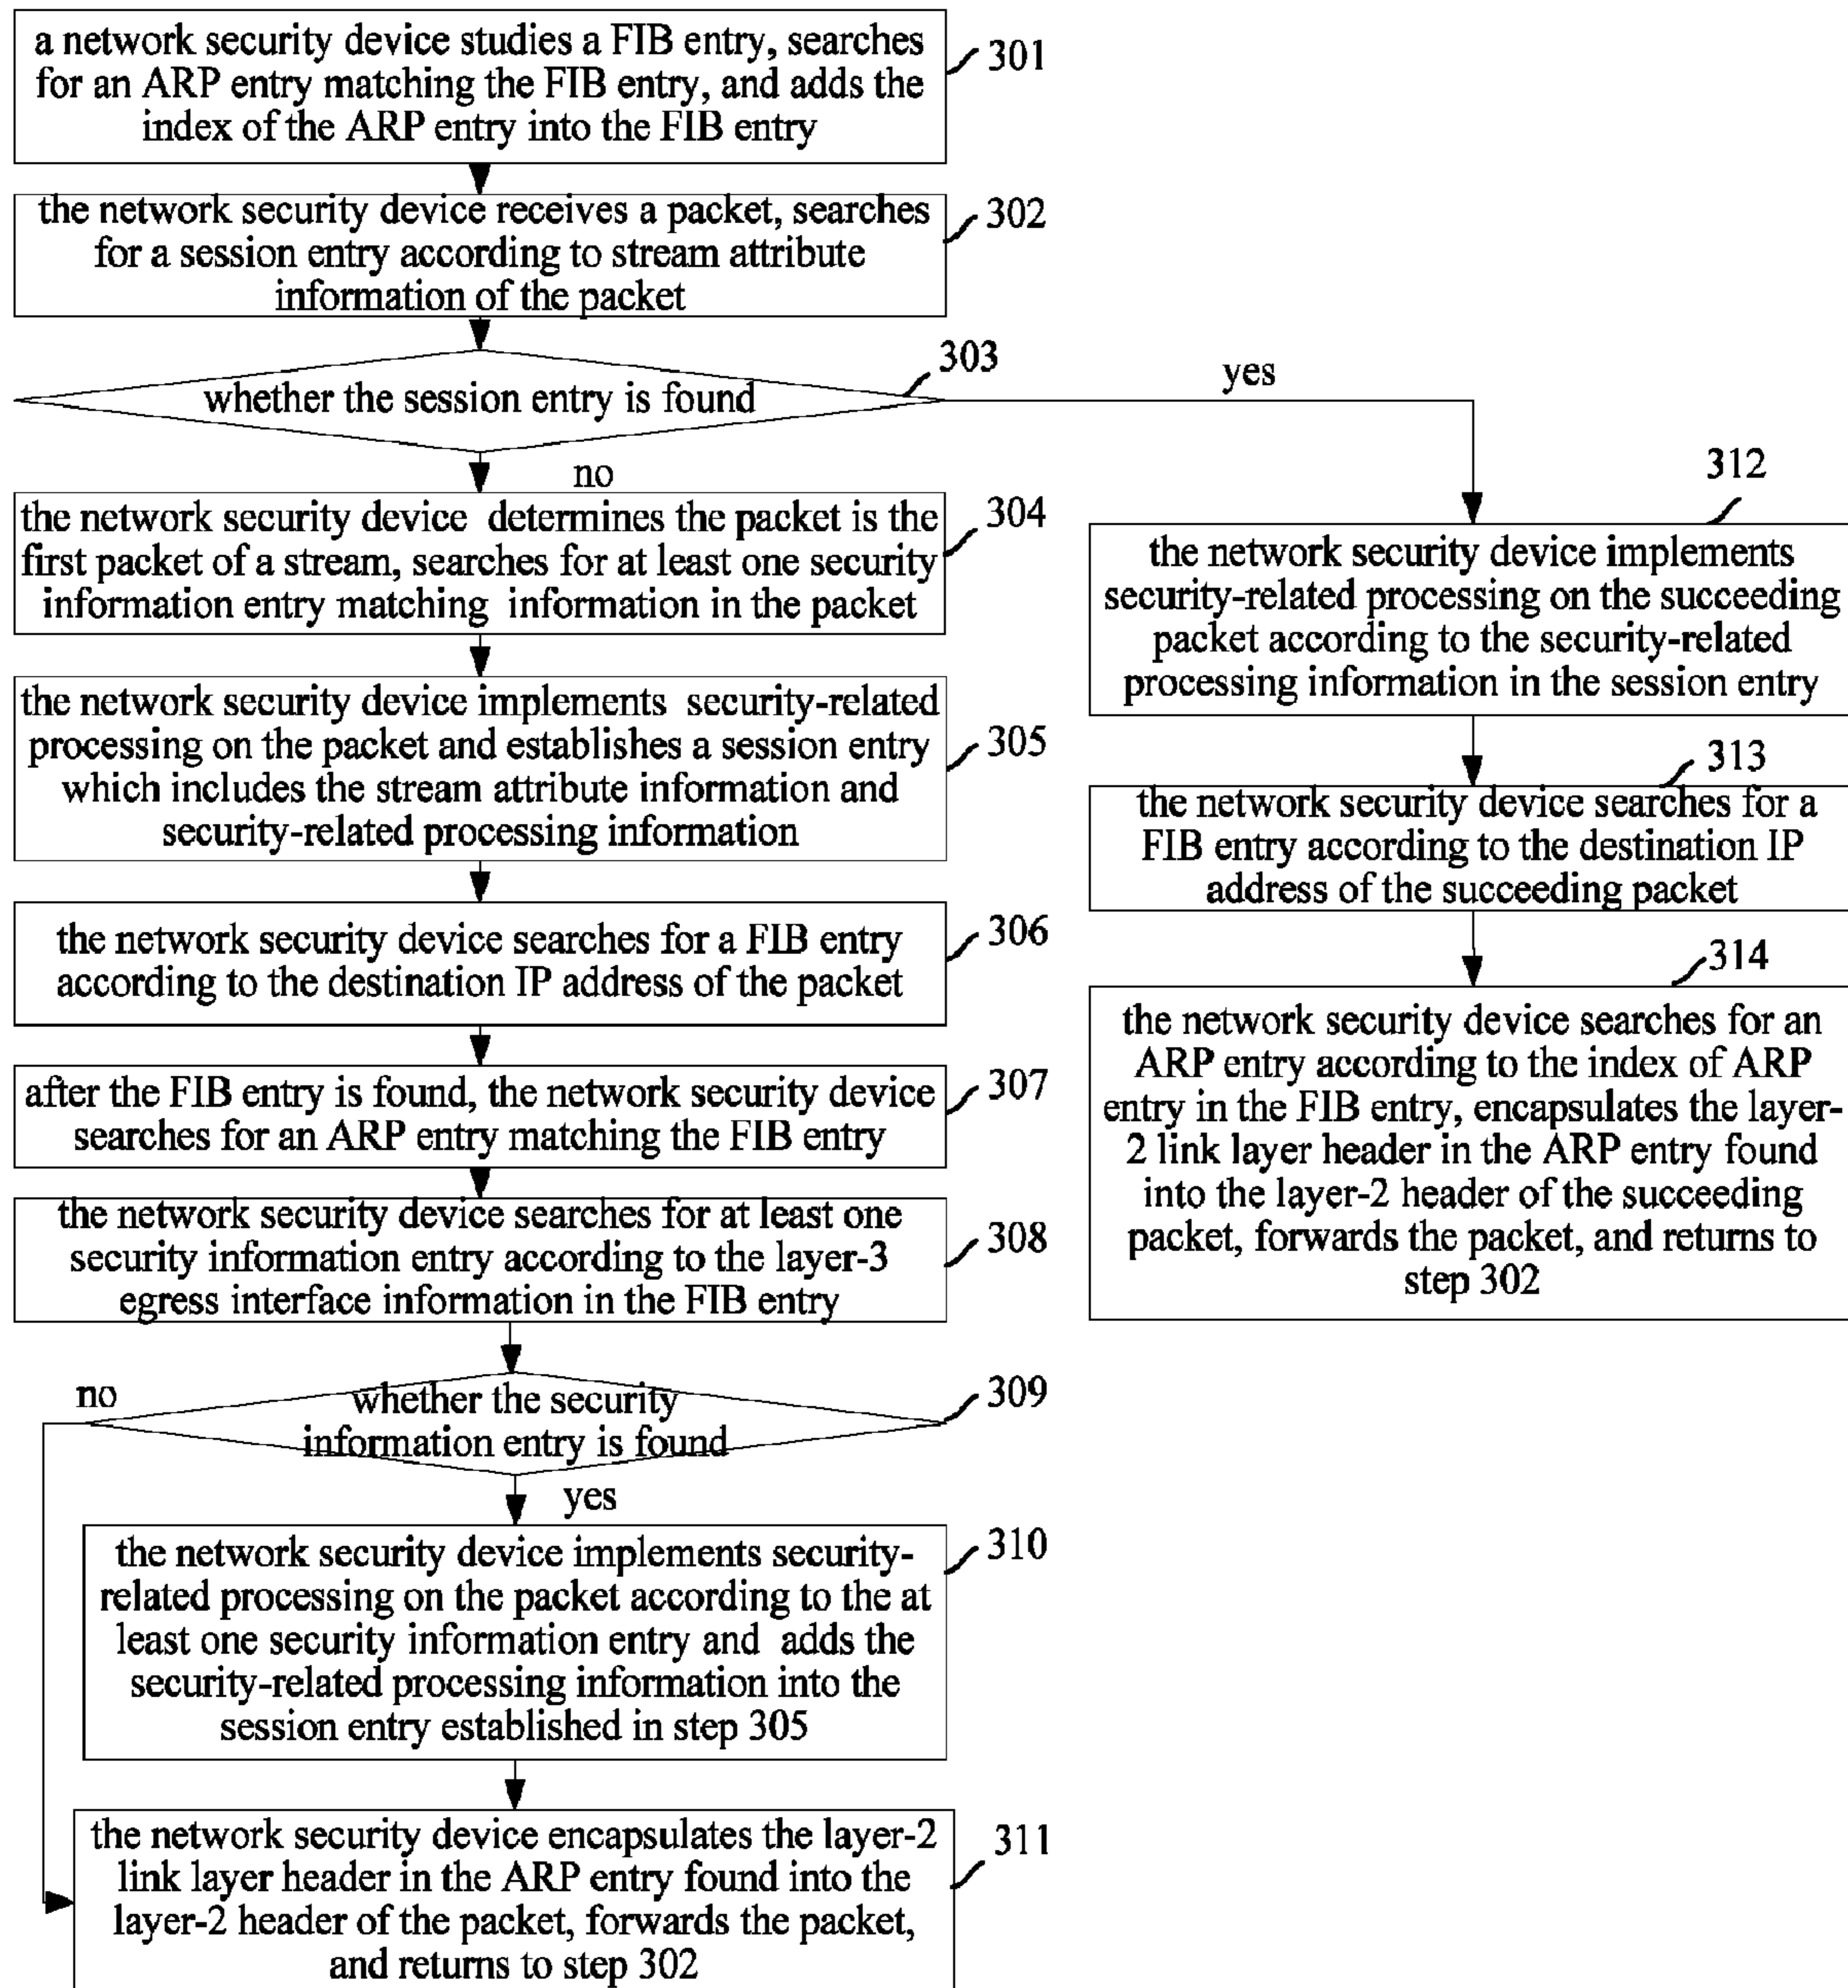 a network security device studies a FIB entry, searches
for an ARP entry matching the FIB entry, and adds the
index of the ARP entry into the FIB entry
301
the network security device receives a packet, searches
for a session entry according to stream attribute
information of the packet
302
whether the session entry is found
303
yes
no
the network security device determines the packet is the
first packet of a stream, searches for at least one security
information entry matching information in the packet
304
the network security device implements security-related
processing on the packet and establishes a session entry
which includes the stream attribute information and
security-related processing information
305
the network security device searches for a FIB entry
according to the destination IP address of the packet
306
after the FIB entry is found, the network security device
searches for an ARP entry matching the FIB entry
307
the network security device searches for at least one
security information entry according to the layer-3
egress interface information in the FIB entry
308
whether the security
information entry is found
309
no
yes
the network security device implements security-
related processing on the packet according to the at
least one security information entry and adds the
security-related processing information into the
session entry established in step 305
310
the network security device encapsulates the layer-2
link layer header in the ARP entry found into the
layer-2 header of the packet, forwards the packet,
and returns to step 302
311
312
the network security device implements
security-related processing on the succeeding
packet according to the security-related
processing information in the session entry
313
the network security device searches for a
FIB entry according to the destination IP
address of the succeeding packet
314
the network security device searches for an
ARP entry according to the index of ARP
entry in the FIB entry, encapsulates the layer-
2 link layer header in the ARP entry found
into the layer-2 header of the succeeding
packet, forwards the packet, and returns to
step 302